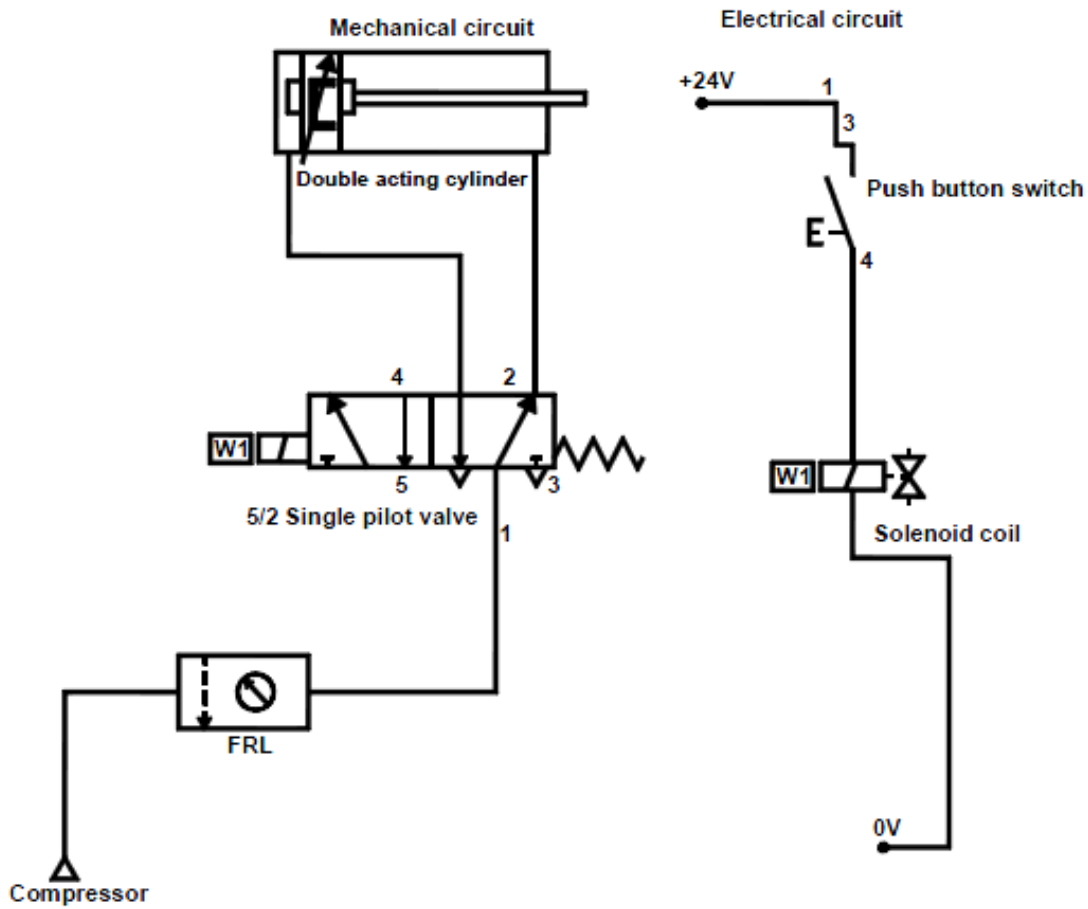 Mechanical circuit
Double acting cylinder
4
2
W1
5
3
5/2 Single pilot valve
1
FRL
Compressor
Electrical circuit
+24V
1
3
Push button switch
E
4
W1
Solenoid coil
0V